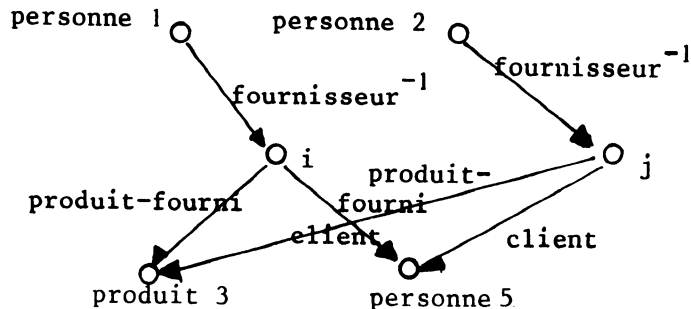 personne 1 personne 2
fournisseur⁻¹ fournisseur⁻¹
i j
produit-
produit-fourni fourni
client client
produit 3 personne 5